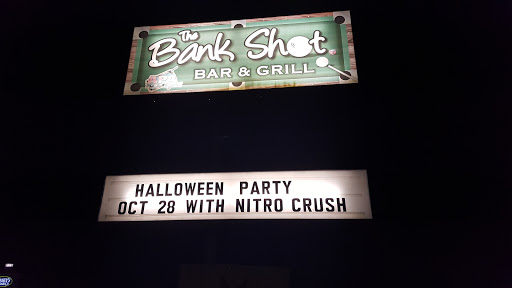 The
Bank Shot
BAR & GRILL
HALLOWEEN PARTY
OCT 28 WITH NITRO CRUSH